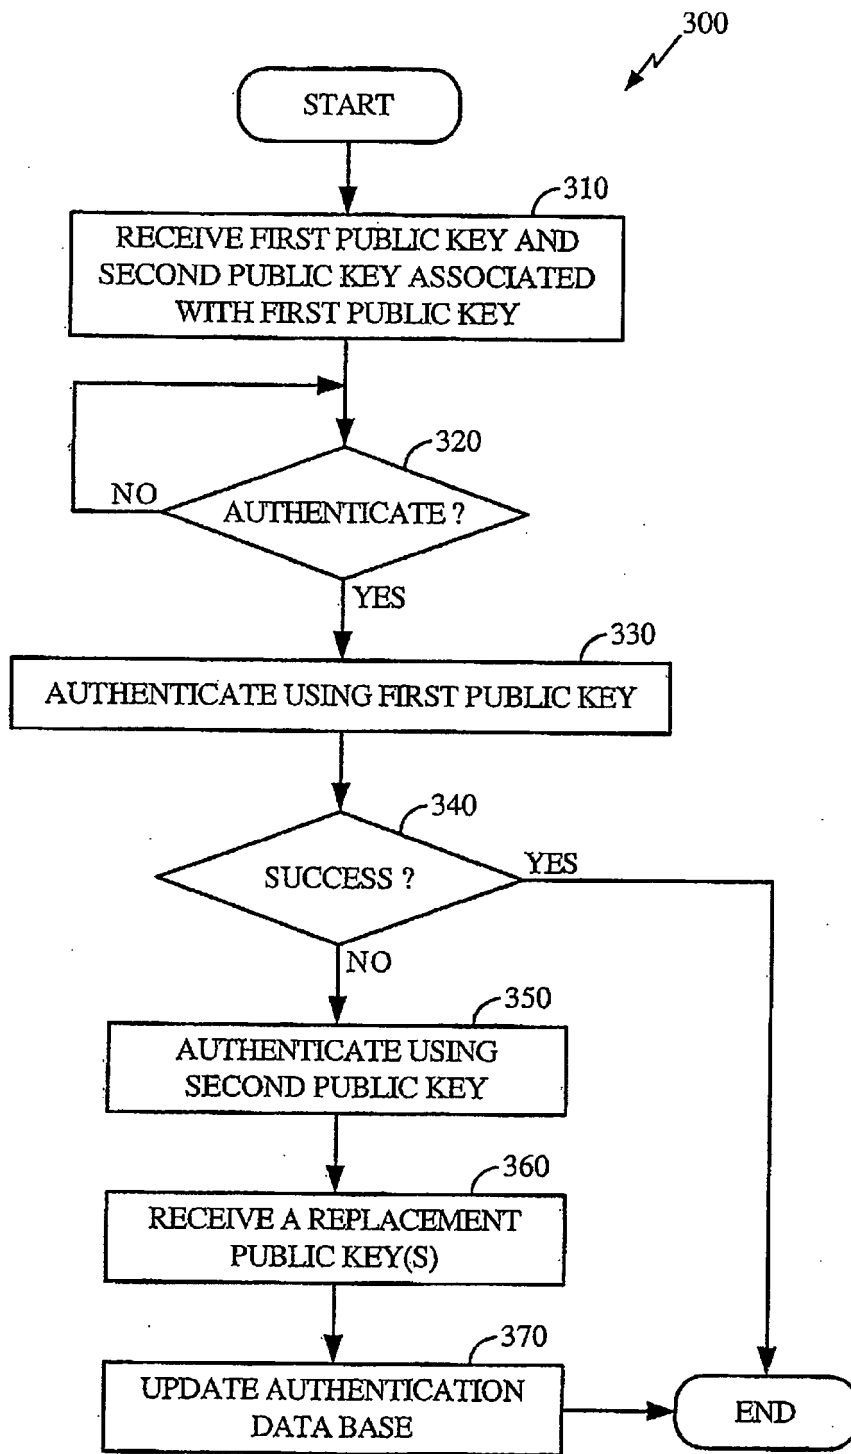 300
START
310
RECEIVE FIRST PUBLIC KEY AND
SECOND PUBLIC KEY ASSOCIATED
WITH FIRST PUBLIC KEY
320
NO
AUTHENTICATE ?
YES
330
AUTHENTICATE USING FIRST PUBLIC KEY
340
YES
SUCCESS ?
NO
350
AUTHENTICATE USING
SECOND PUBLIC KEY
360
RECEIVE A REPLACEMENT
PUBLIC KEY(S)
370
UPDATE AUTHENTICATION
DATA BASE
END